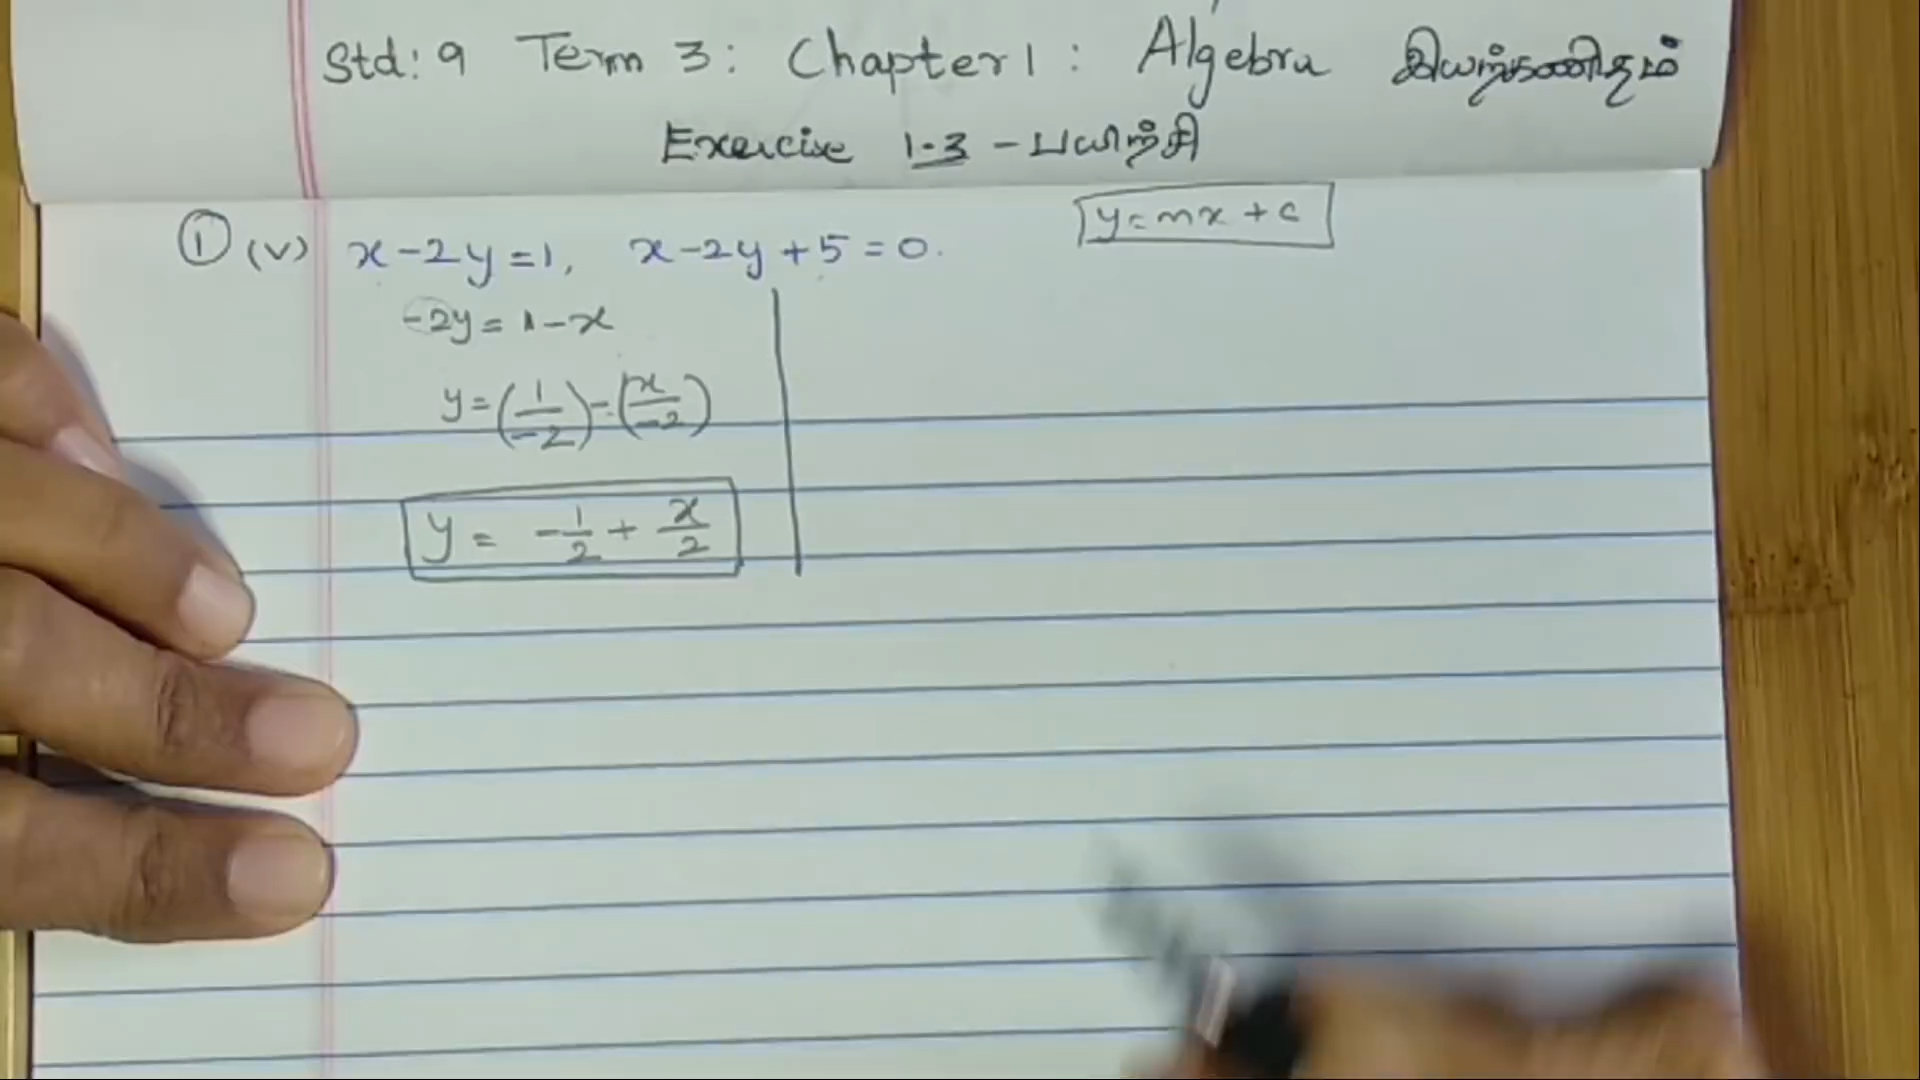 Std: 9 Term 3: Chapter 1: Algebra இயற்கணிதம்
Exercise 1.3 - பயிற்சி
① (v) x-2y=1, x-2y+5=0.
y=mx+c
-2y=1-x
y=(1/-2)-(x/-2)
y= -1/2+x/2